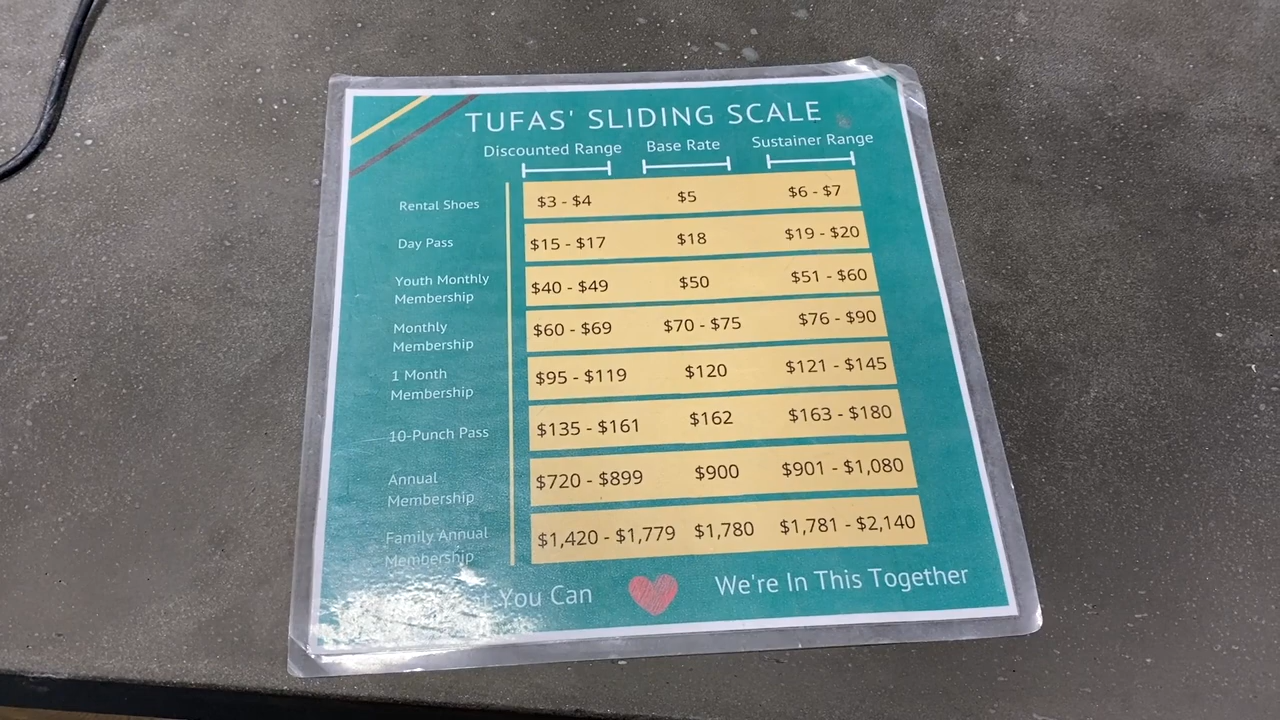 TUFAS' SLIDING SCALE
Discounted Range Base Rate Sustainer Range
Rental Shoes $3 - $4 $5 $6 - $7
Day Pass $15 - $17 $18 $19 - $20
Youth Monthly
Membership $40 - $49 $50 $51 - $60
Monthly
Membership $60 - $69 $70 - $75 $76 - $90
1 Month
Membership $95 - $119 $120 $121 - $145
10-Punch Pass $135 - $161 $162 $163 - $180
Annual
Membership $720 - $899 $900 $901 - $1,080
Family Annual
Membership $1,420 - $1,779 $1,780 $1,781 - $2,140
You Can We're In This Together